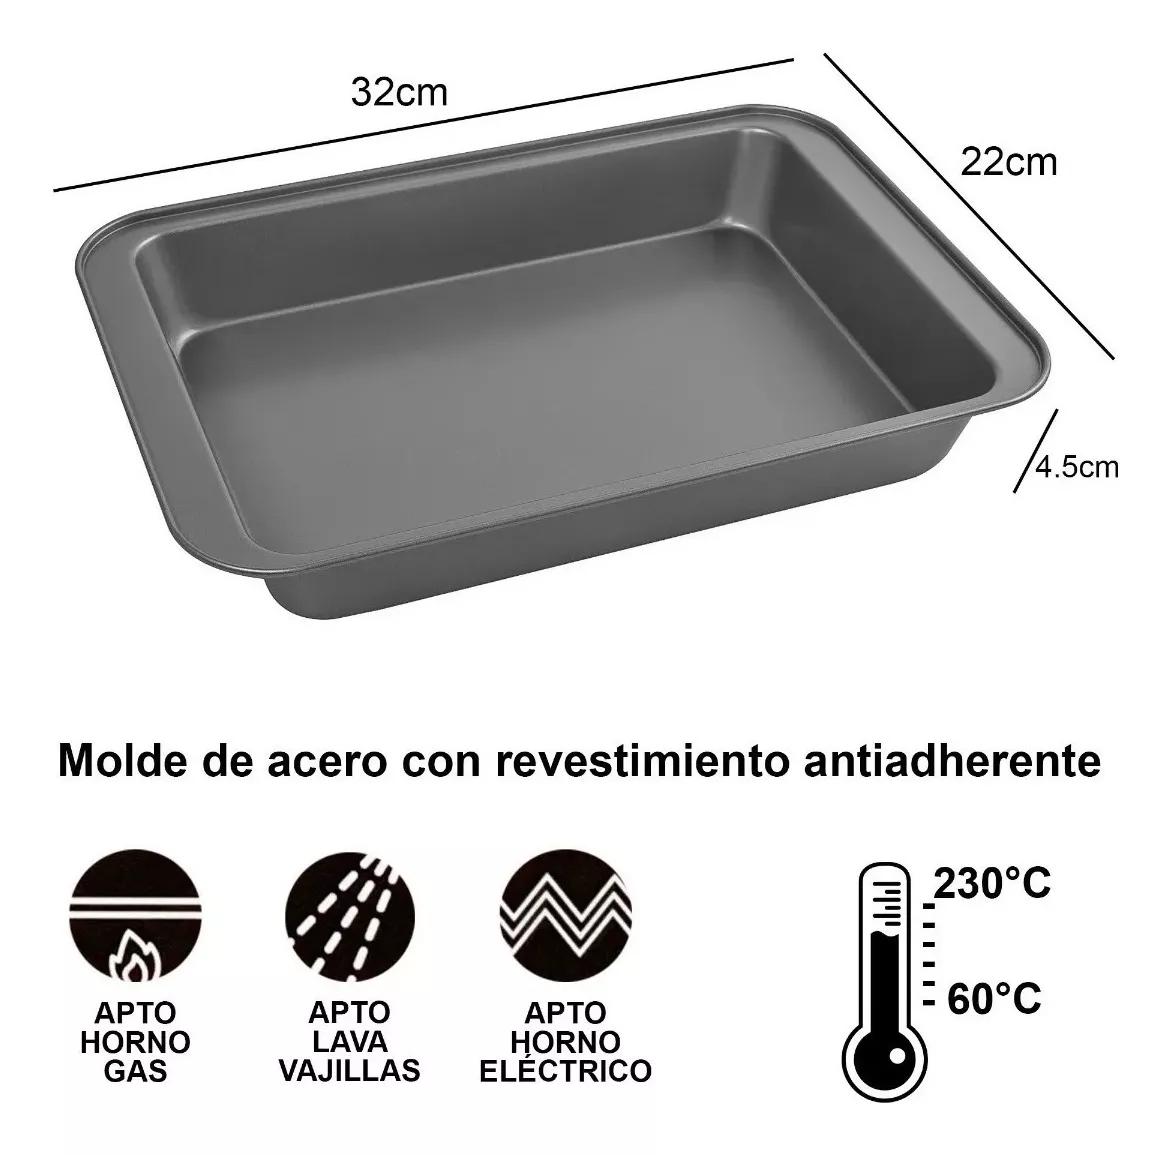 32cm
22cm
4.5cm
Molde de acero con revestimiento antiadherente
APTO
HORNO
GAS
APTO
LAVA
VAJILLAS
APTO
HORNO
ELÉCTRICO
230°C
60°C